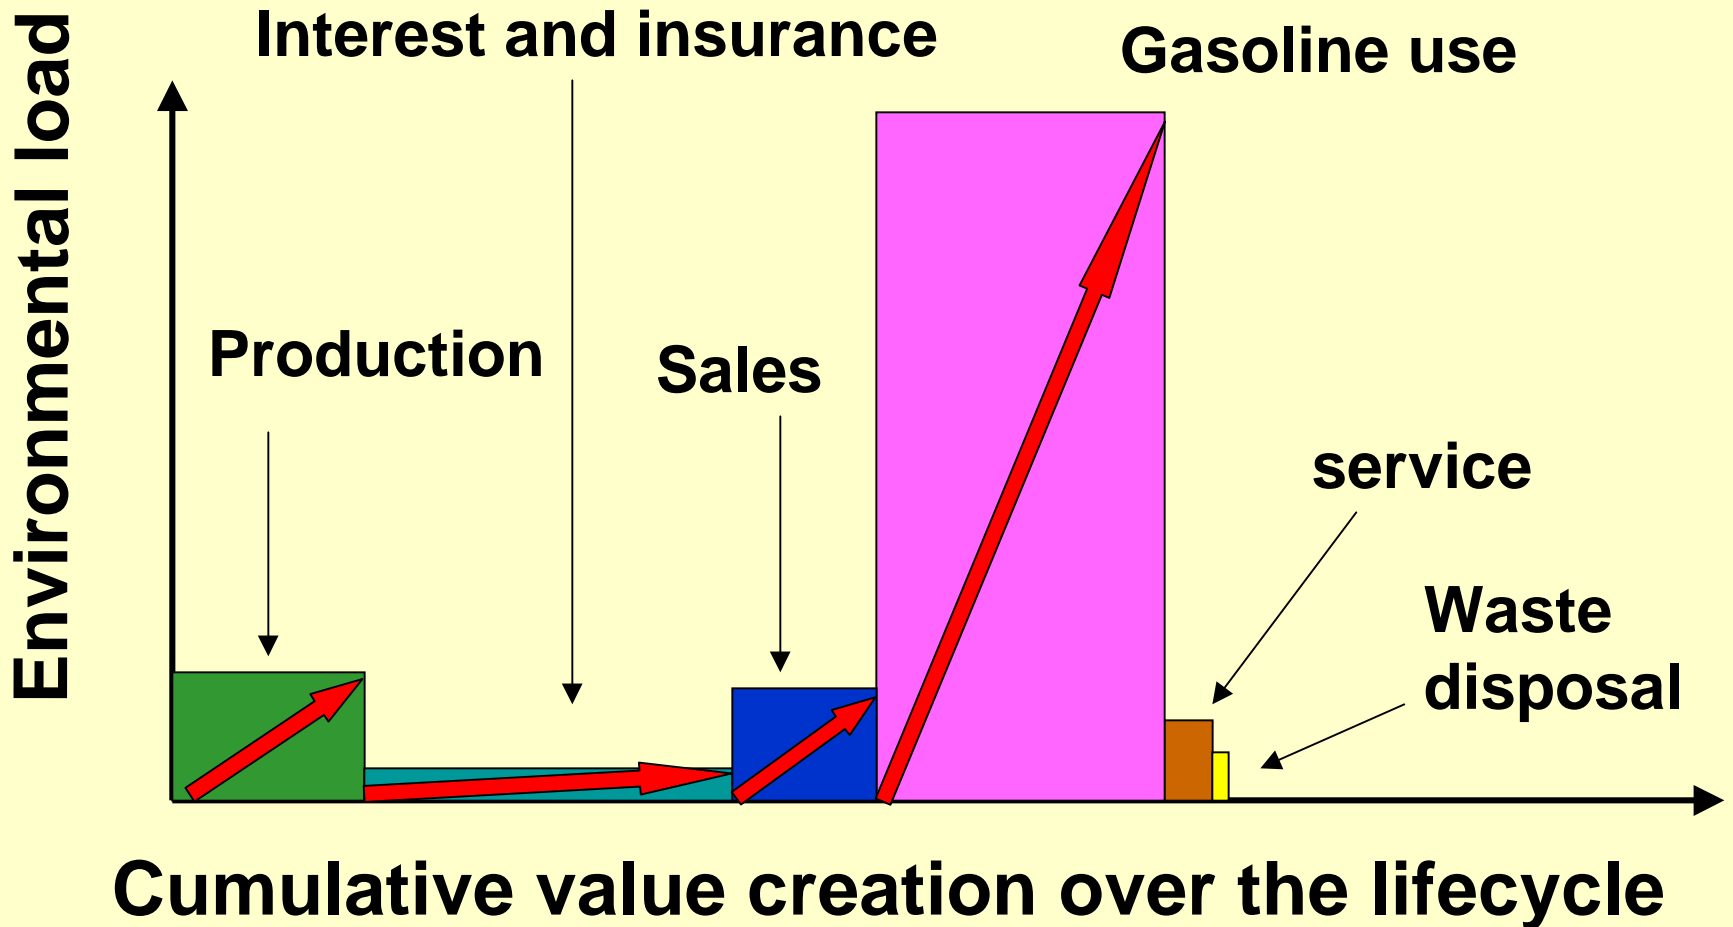 Environmental load
Interest and insurance
Gasoline use
Production
Sales
service
Waste
disposal
Cumulative value creation over the lifecycle